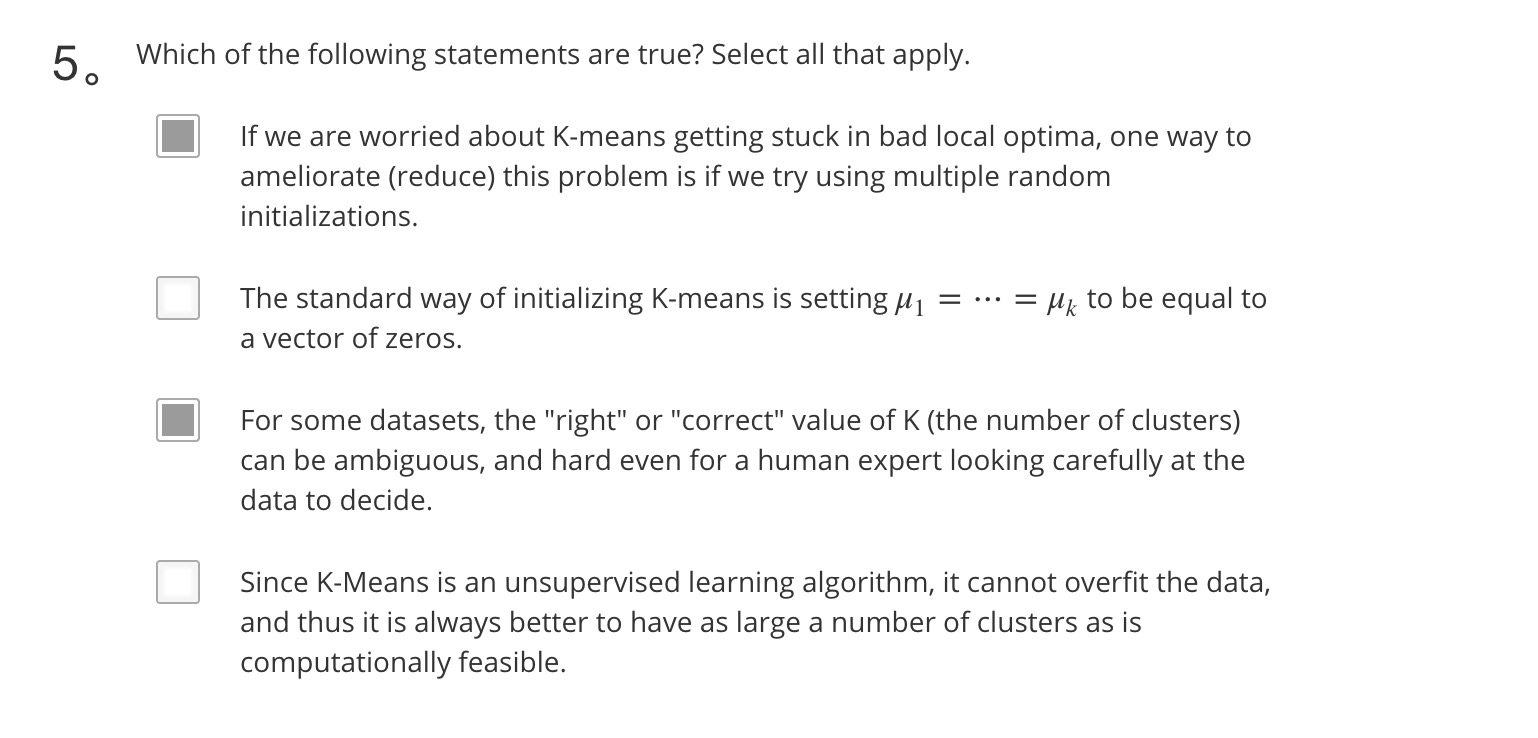 5。 Which of the following statements are true? Select all that apply.
If we are worried about K-means getting stuck in bad local optima, one way to
ameliorate (reduce) this problem is if we try using multiple random
initializations.
The standard way of initializing K-means is setting μ₁ = ⋯ = μₖ to be equal to
a vector of zeros.
For some datasets, the "right" or "correct" value of K (the number of clusters)
can be ambiguous, and hard even for a human expert looking carefully at the
data to decide.
Since K-Means is an unsupervised learning algorithm, it cannot overfit the data,
and thus it is always better to have as large a number of clusters as is
computationally feasible.